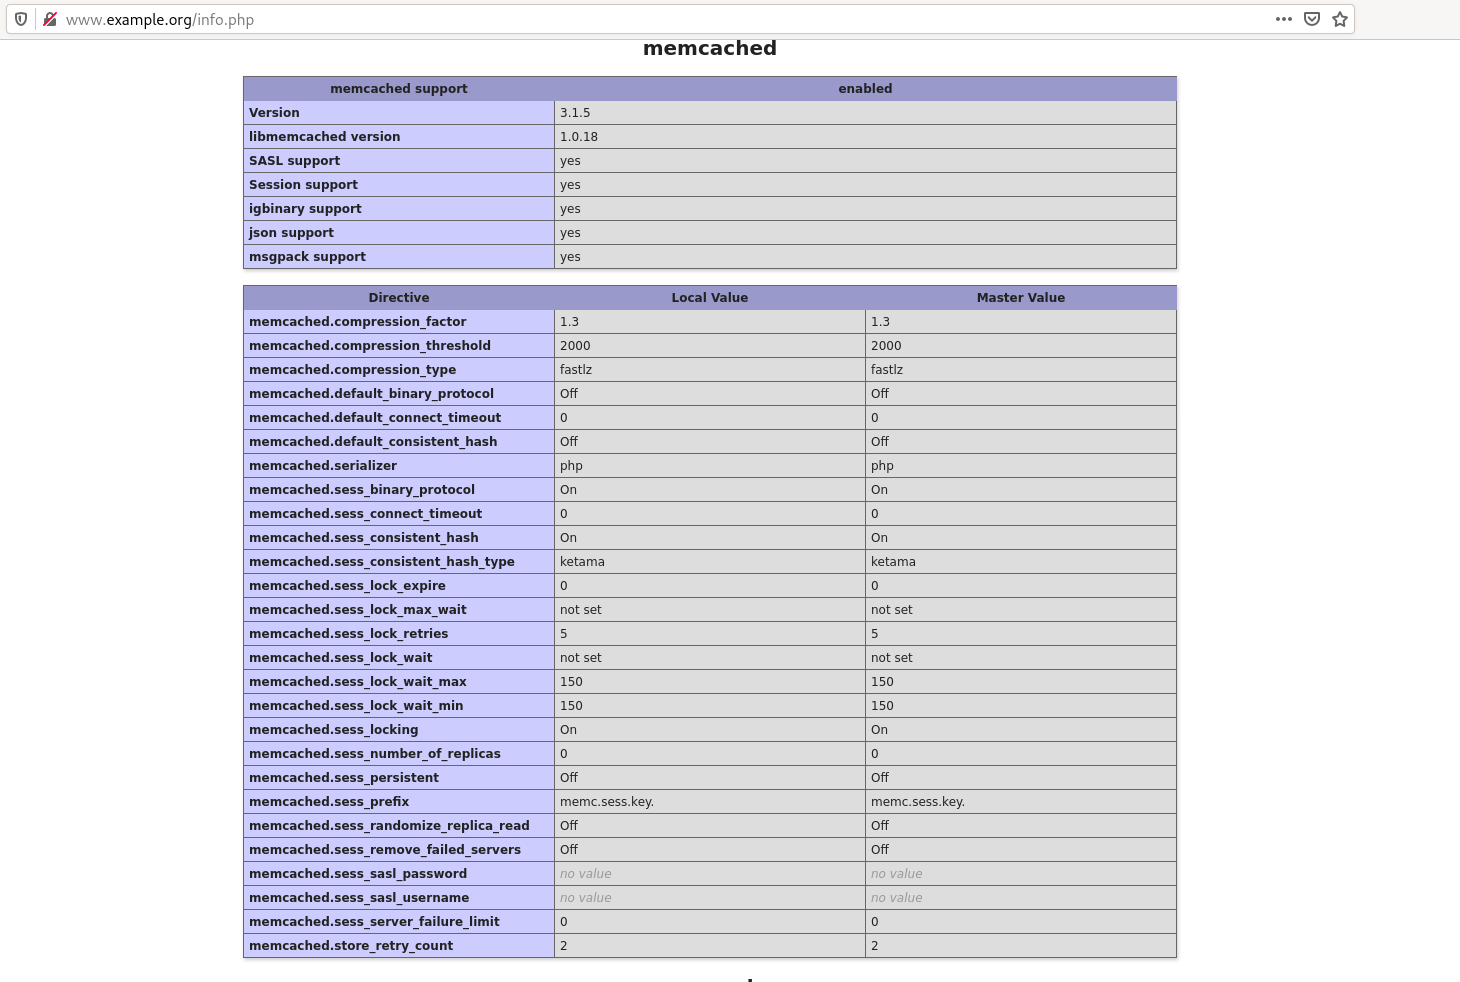 www.example.org/info.php
memcached
memcached support enabled
Version 3.1.5
libmemcached version 1.0.18
SASL support yes
Session support yes
igbinary support yes
json support yes
msgpack support yes
Directive Local Value Master Value
memcached.compression_factor 1.3 1.3
memcached.compression_threshold 2000 2000
memcached.compression_type fastlz fastlz
memcached.default_binary_protocol Off Off
memcached.default_connect_timeout 0 0
memcached.default_consistent_hash Off Off
memcached.serializer php php
memcached.sess_binary_protocol On On
memcached.sess_connect_timeout 0 0
memcached.sess_consistent_hash On On
memcached.sess_consistent_hash_type ketama ketama
memcached.sess_lock_expire 0 0
memcached.sess_lock_max_wait not set not set
memcached.sess_lock_retries 5 5
memcached.sess_lock_wait not set not set
memcached.sess_lock_wait_max 150 150
memcached.sess_lock_wait_min 150 150
memcached.sess_locking On On
memcached.sess_number_of_replicas 0 0
memcached.sess_persistent Off Off
memcached.sess_prefix memc.sess.key. memc.sess.key.
memcached.sess_randomize_replica_read Off Off
memcached.sess_remove_failed_servers Off Off
memcached.sess_sasl_password no value no value
memcached.sess_sasl_username no value no value
memcached.sess_server_failure_limit 0 0
memcached.store_retry_count 2 2